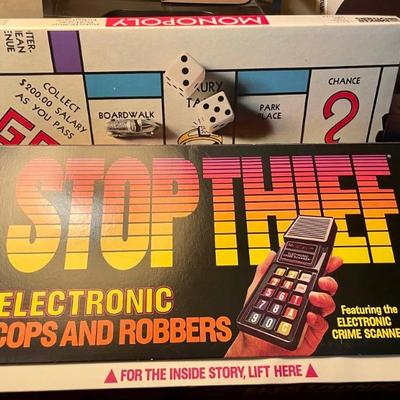 MONOPOLY
COLLECT
$200.00 SALARY
AS YOU PASS
BOARDWALK
PARK
PLACE
CHANCE
STOP THIEF
ELECTRONIC
COPS AND ROBBERS
Featuring the
ELECTRONIC
CRIME SCANNER
▲ FOR THE INSIDE STORY, LIFT HERE ▲